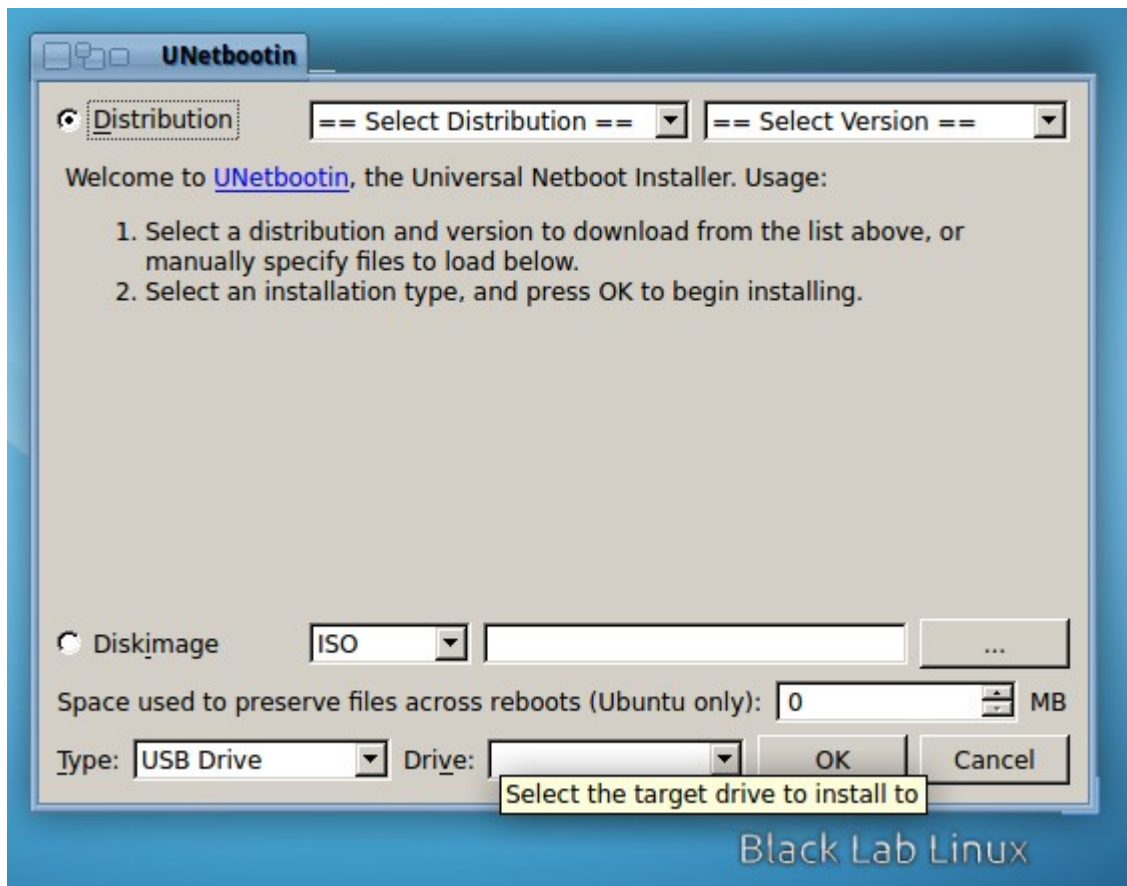 UNetbootin
Distribution == Select Distribution == == Select Version ==
Welcome to UNetbootin, the Universal Netboot Installer. Usage:
1. Select a distribution and version to download from the list above, or
manually specify files to load below.
2. Select an installation type, and press OK to begin installing.
Diskimage ISO ...
Space used to preserve files across reboots (Ubuntu only): 0 MB
Type: USB Drive Drive: OK Cancel
Select the target drive to install to
Black Lab Linux